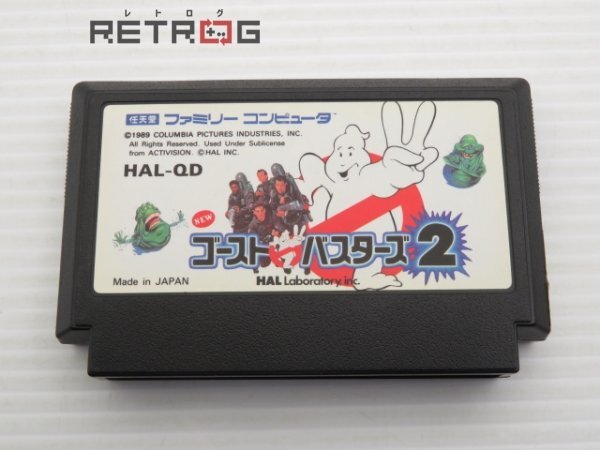 レトログ
RETROG
任天堂 ファミリー コンピュータ™
©1989 COLUMBIA PICTURES INDUSTRIES, INC.
All Rights Reserved. Used Under Sublicense
from ACTIVISION. ©HAL INC.
HAL-QD
NEW
ゴーストバスターズ2
Made in JAPAN
HAL Laboratory inc.